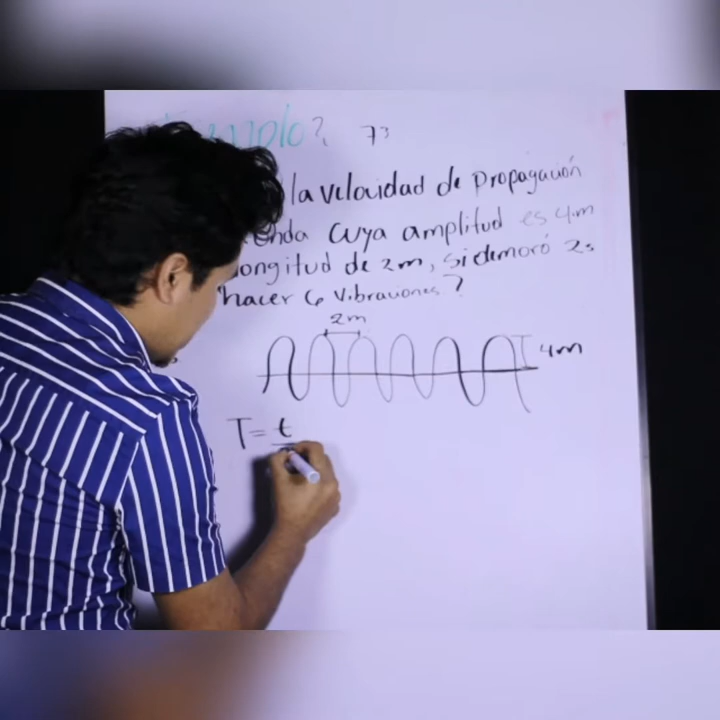 ? 73
la velocidad de propagación
onda cuya amplitud es 4m
longitud de 2m, si demoró 2s
hacer 6 vibraciones?
2m
4m
T = t